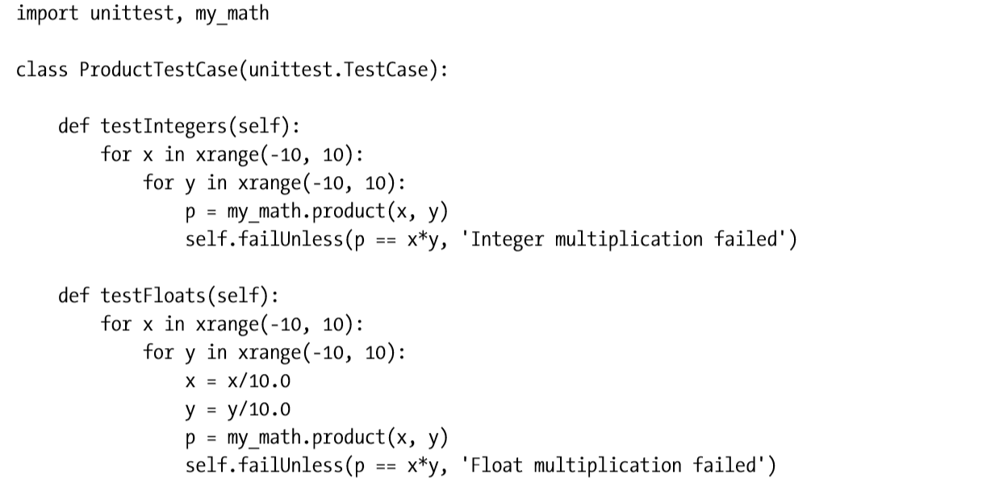 import unittest, my_math
class ProductTestCase(unittest.TestCase):
def testIntegers(self):
for x in xrange(-10, 10):
for y in xrange(-10, 10):
p = my_math.product(x, y)
self.failUnless(p == x*y, 'Integer multiplication failed')
def testFloats(self):
for x in xrange(-10, 10):
for y in xrange(-10, 10):
x = x/10.0
y = y/10.0
p = my_math.product(x, y)
self.failUnless(p == x*y, 'Float multiplication failed')